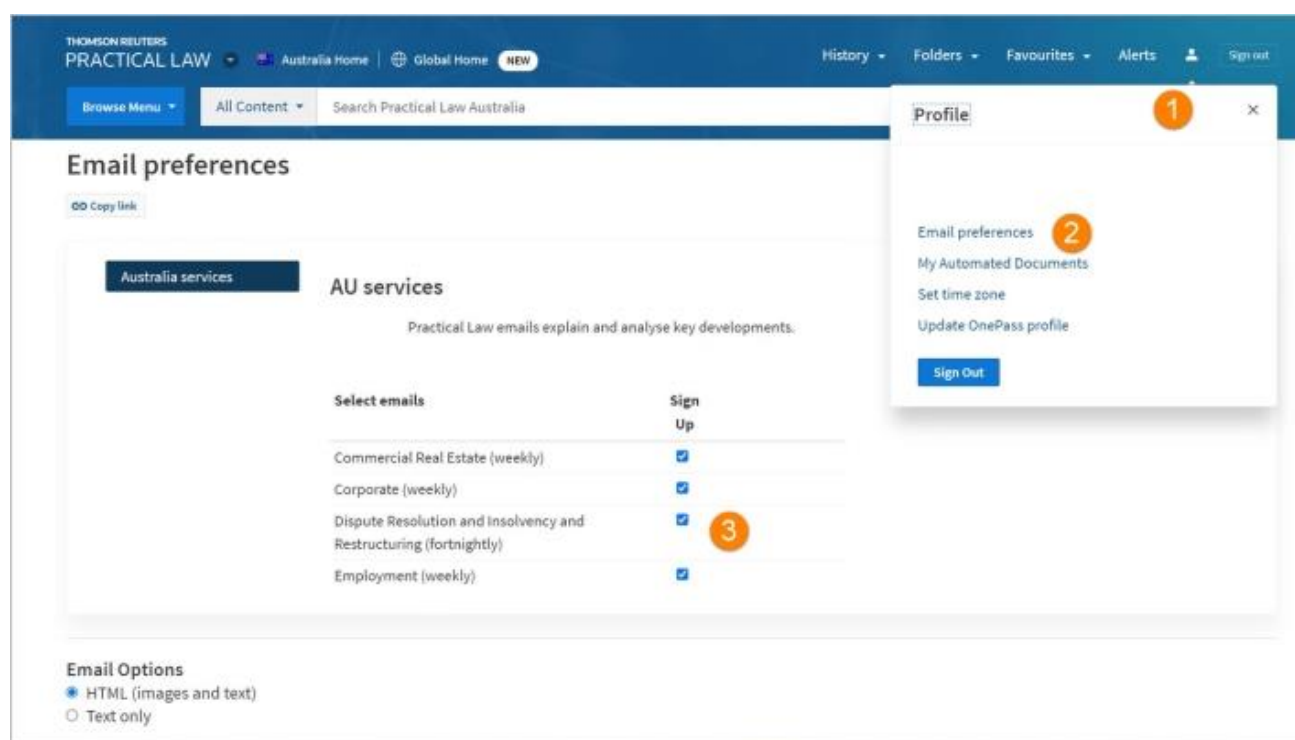 THOMSON REUTERS
PRACTICAL LAW Australia Home Global Home NEW History Folders Favourites Alerts Sign out
Browse Menu All Content Search Practical Law Australia
Profile 1 ×
Email preferences
Copy link
Email preferences 2
My Automated Documents
Set time zone
Update OnePass profile
Sign Out
Australia services
AU services
Practical Law emails explain and analyse key developments.
Select emails Sign
Up
Commercial Real Estate (weekly)
Corporate (weekly)
Dispute Resolution and Insolvency and
Restructuring (fortnightly)
3
Employment (weekly)
Email Options
HTML (images and text)
Text only